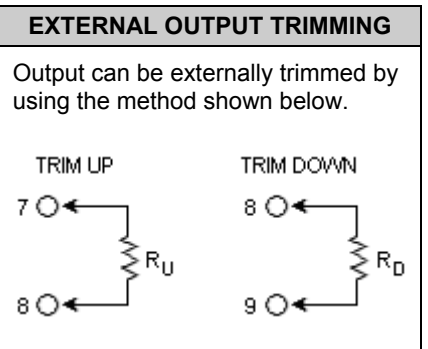 EXTERNAL OUTPUT TRIMMING
Output can be externally trimmed by
using the method shown below.
TRIM UP
TRIM DOWN
7
8
RU
RD
8
9